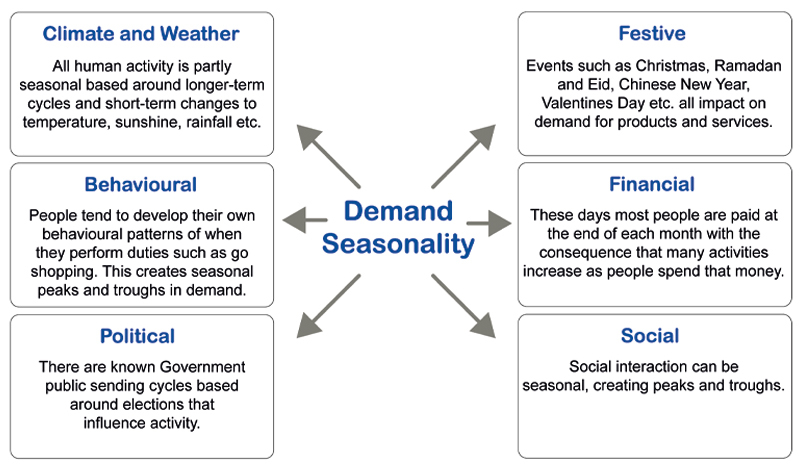 Climate and Weather
All human activity is partly
seasonal based around longer-term
cycles and short-term changes to
temperature, sunshine, rainfall etc.
Festive
Events such as Christmas, Ramadan
and Eid, Chinese New Year,
Valentines Day etc. all impact on
demand for products and services.
Behavioural
People tend to develop their own
behavioural patterns of when
they perform duties such as go
shopping. This creates seasonal
peaks and troughs in demand.
Demand
Seasonality
Financial
These days most people are paid at
the end of each month with the
consequence that many activities
increase as people spend that money.
Political
There are known Government
public sending cycles based
around elections that
influence activity.
Social
Social interaction can be
seasonal, creating peaks and troughs.